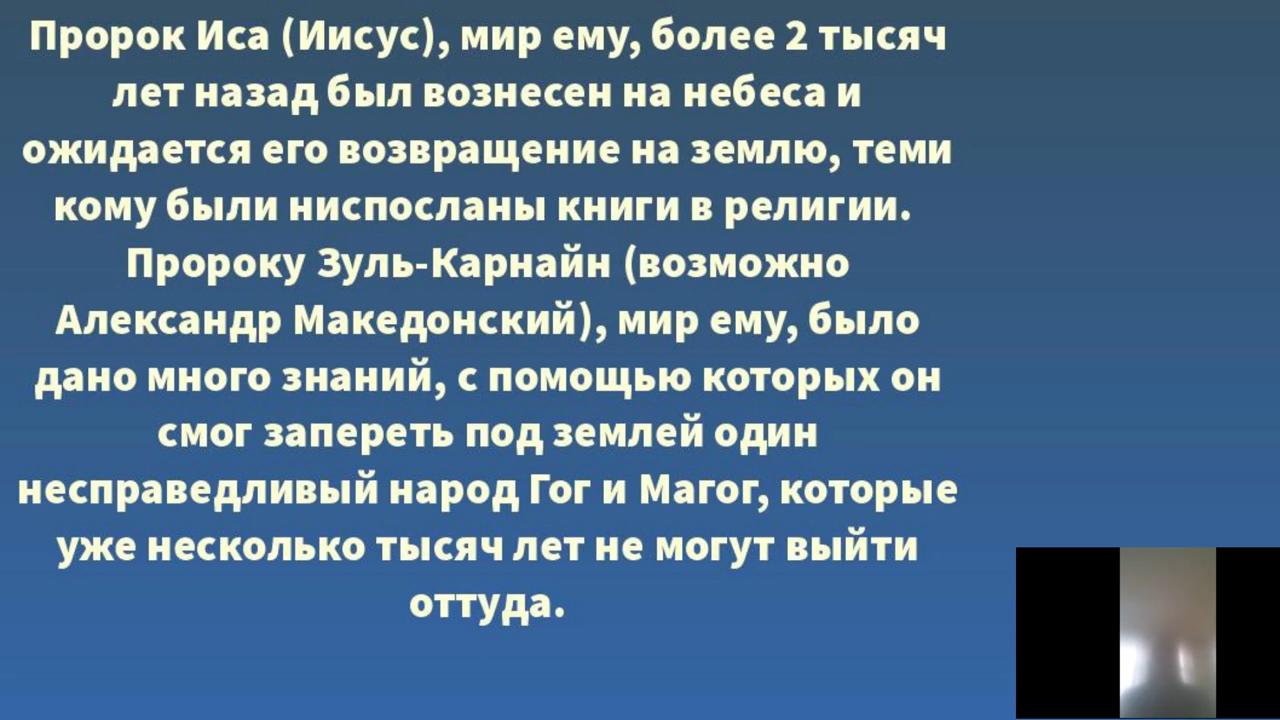 Пророк Иса (Иисус), мир ему, более 2 тысяч
лет назад был вознесен на небеса и
ожидается его возвращение на землю, теми
кому были ниспосланы книги в религии.
Пророку Зуль-Карнайн (возможно
Александр Македонский), мир ему, было
дано много знаний, с помощью которых он
смог запереть под землей один
несправедливый народ Гог и Магог, которые
уже несколько тысяч лет не могут выйти
оттуда.